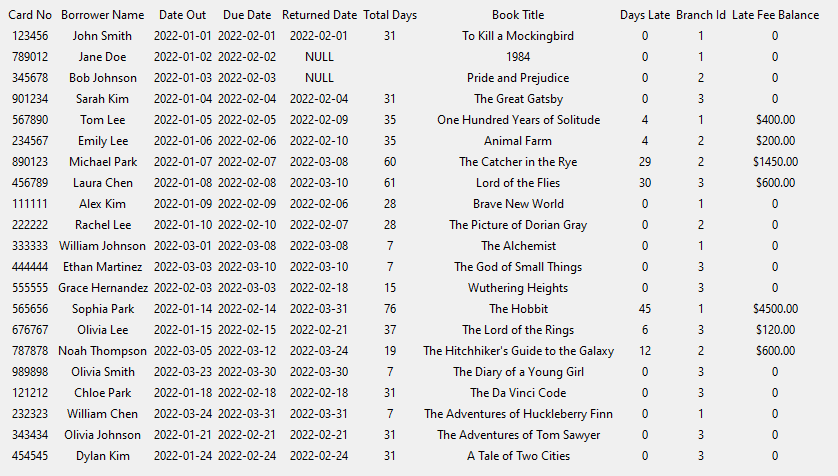 Card No Borrower Name Date Out Due Date Returned Date Total Days Book Title Days Late Branch Id Late Fee Balance
123456 John Smith 2022-01-01 2022-02-01 2022-02-01 31 To Kill a Mockingbird 0 1 0
789012 Jane Doe 2022-01-02 2022-02-02 NULL 1984 0 1 0
345678 Bob Johnson 2022-01-03 2022-02-03 NULL Pride and Prejudice 0 2 0
901234 Sarah Kim 2022-01-04 2022-02-04 2022-02-04 31 The Great Gatsby 0 3 0
567890 Tom Lee 2022-01-05 2022-02-05 2022-02-09 35 One Hundred Years of Solitude 4 1 $400.00
234567 Emily Lee 2022-01-06 2022-02-06 2022-02-10 35 Animal Farm 4 2 $200.00
890123 Michael Park 2022-01-07 2022-02-07 2022-03-08 60 The Catcher in the Rye 29 2 $1450.00
456789 Laura Chen 2022-01-08 2022-02-08 2022-03-10 61 Lord of the Flies 30 3 $600.00
111111 Alex Kim 2022-01-09 2022-02-09 2022-02-06 28 Brave New World 0 1 0
222222 Rachel Lee 2022-01-10 2022-02-10 2022-02-07 28 The Picture of Dorian Gray 0 2 0
333333 William Johnson 2022-03-01 2022-03-08 2022-03-08 7 The Alchemist 0 1 0
444444 Ethan Martinez 2022-03-03 2022-03-10 2022-03-10 7 The God of Small Things 0 3 0
555555 Grace Hernandez 2022-02-03 2022-03-03 2022-02-18 15 Wuthering Heights 0 3 0
565656 Sophia Park 2022-01-14 2022-02-14 2022-03-31 76 The Hobbit 45 1 $4500.00
676767 Olivia Lee 2022-01-15 2022-02-15 2022-02-21 37 The Lord of the Rings 6 3 $120.00
787878 Noah Thompson 2022-03-05 2022-03-12 2022-03-24 19 The Hitchhiker's Guide to the Galaxy 12 2 $600.00
989898 Olivia Smith 2022-03-23 2022-03-30 2022-03-30 7 The Diary of a Young Girl 0 3 0
121212 Chloe Park 2022-01-18 2022-02-18 2022-02-18 31 The Da Vinci Code 0 3 0
232323 William Chen 2022-03-24 2022-03-31 2022-03-31 7 The Adventures of Huckleberry Finn 0 1 0
343434 Olivia Johnson 2022-01-21 2022-02-21 2022-02-21 31 The Adventures of Tom Sawyer 0 3 0
454545 Dylan Kim 2022-01-24 2022-02-24 2022-02-24 31 A Tale of Two Cities 0 3 0